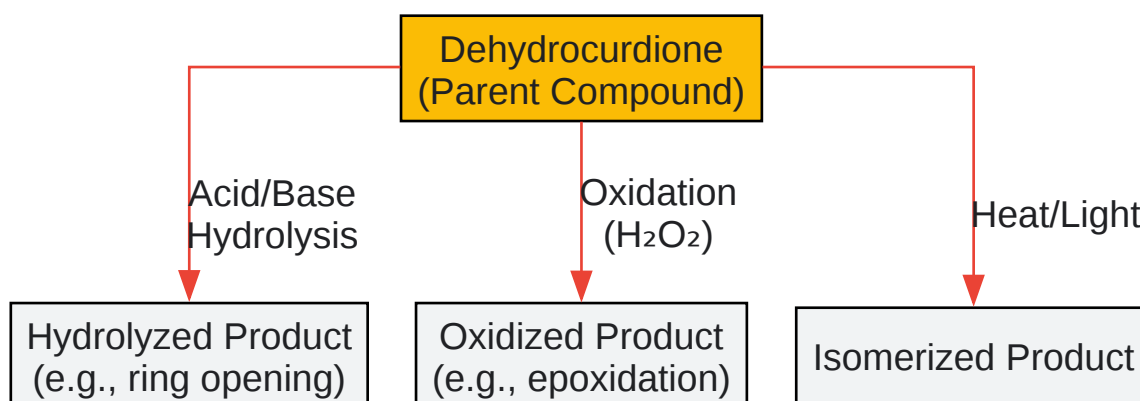 Dehydrocurdione
(Parent Compound)
Acid/Base
Hydrolysis
Oxidation
(H₂O₂)
Heat/Light
Hydrolyzed Product
(e.g., ring opening)
Oxidized Product
(e.g., epoxidation)
Isomerized Product